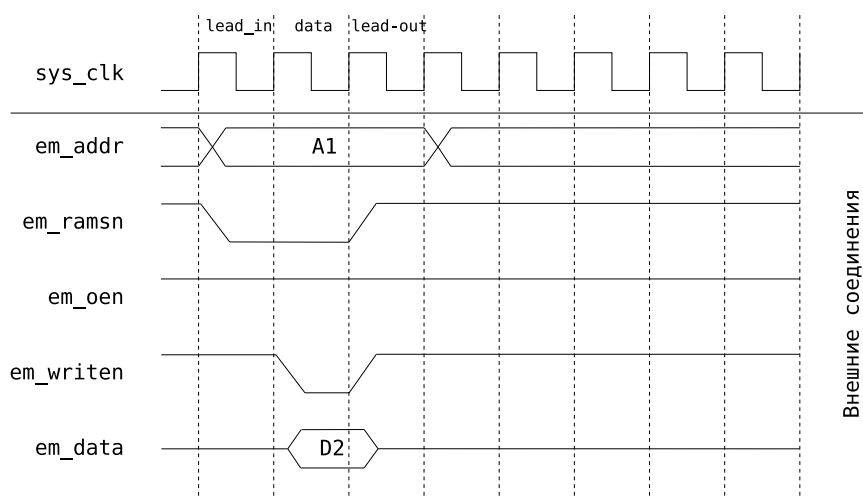 lead_in data lead-out
sys_clk
em_addr A1
em_ramsn
em_oen
em_writen
em_data D2
Внешние соединения